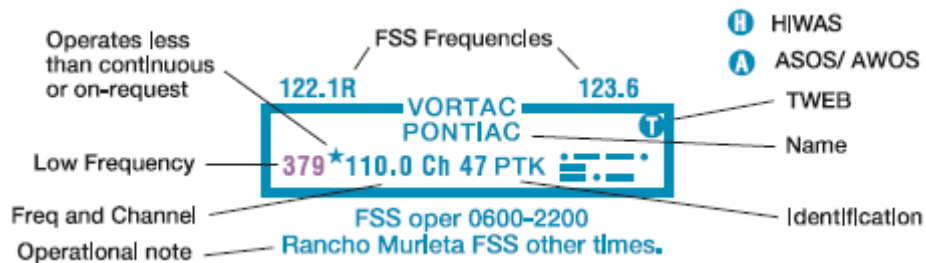 Operates less
than continuous
or on-request
FSS Frequencies
H HIWAS
A ASOS/ AWOS
122.1R
123.6
TWEB
VORTAC
PONTIAC
T
Name
Low Frequency
379★110.0 Ch 47 PTK
Freq and Channel
Identification
FSS oper 0600-2200
Operational note
Rancho Murieta FSS other times.